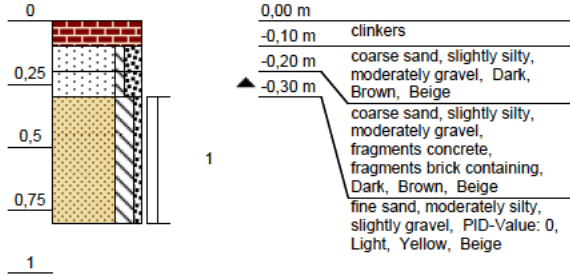 0
0,25
0,5
0,75
1
1
0,00 m
clinkers
-0,10 m
coarse sand, slightly silty,
moderately gravel, Dark,
Brown, Beige
-0,20 m
-0,30 m
coarse sand, slightly silty,
moderately gravel,
fragments concrete,
fragments brick containing,
Dark, Brown, Beige
fine sand, moderately silty,
slightly gravel, PID-Value: 0,
Light, Yellow, Beige